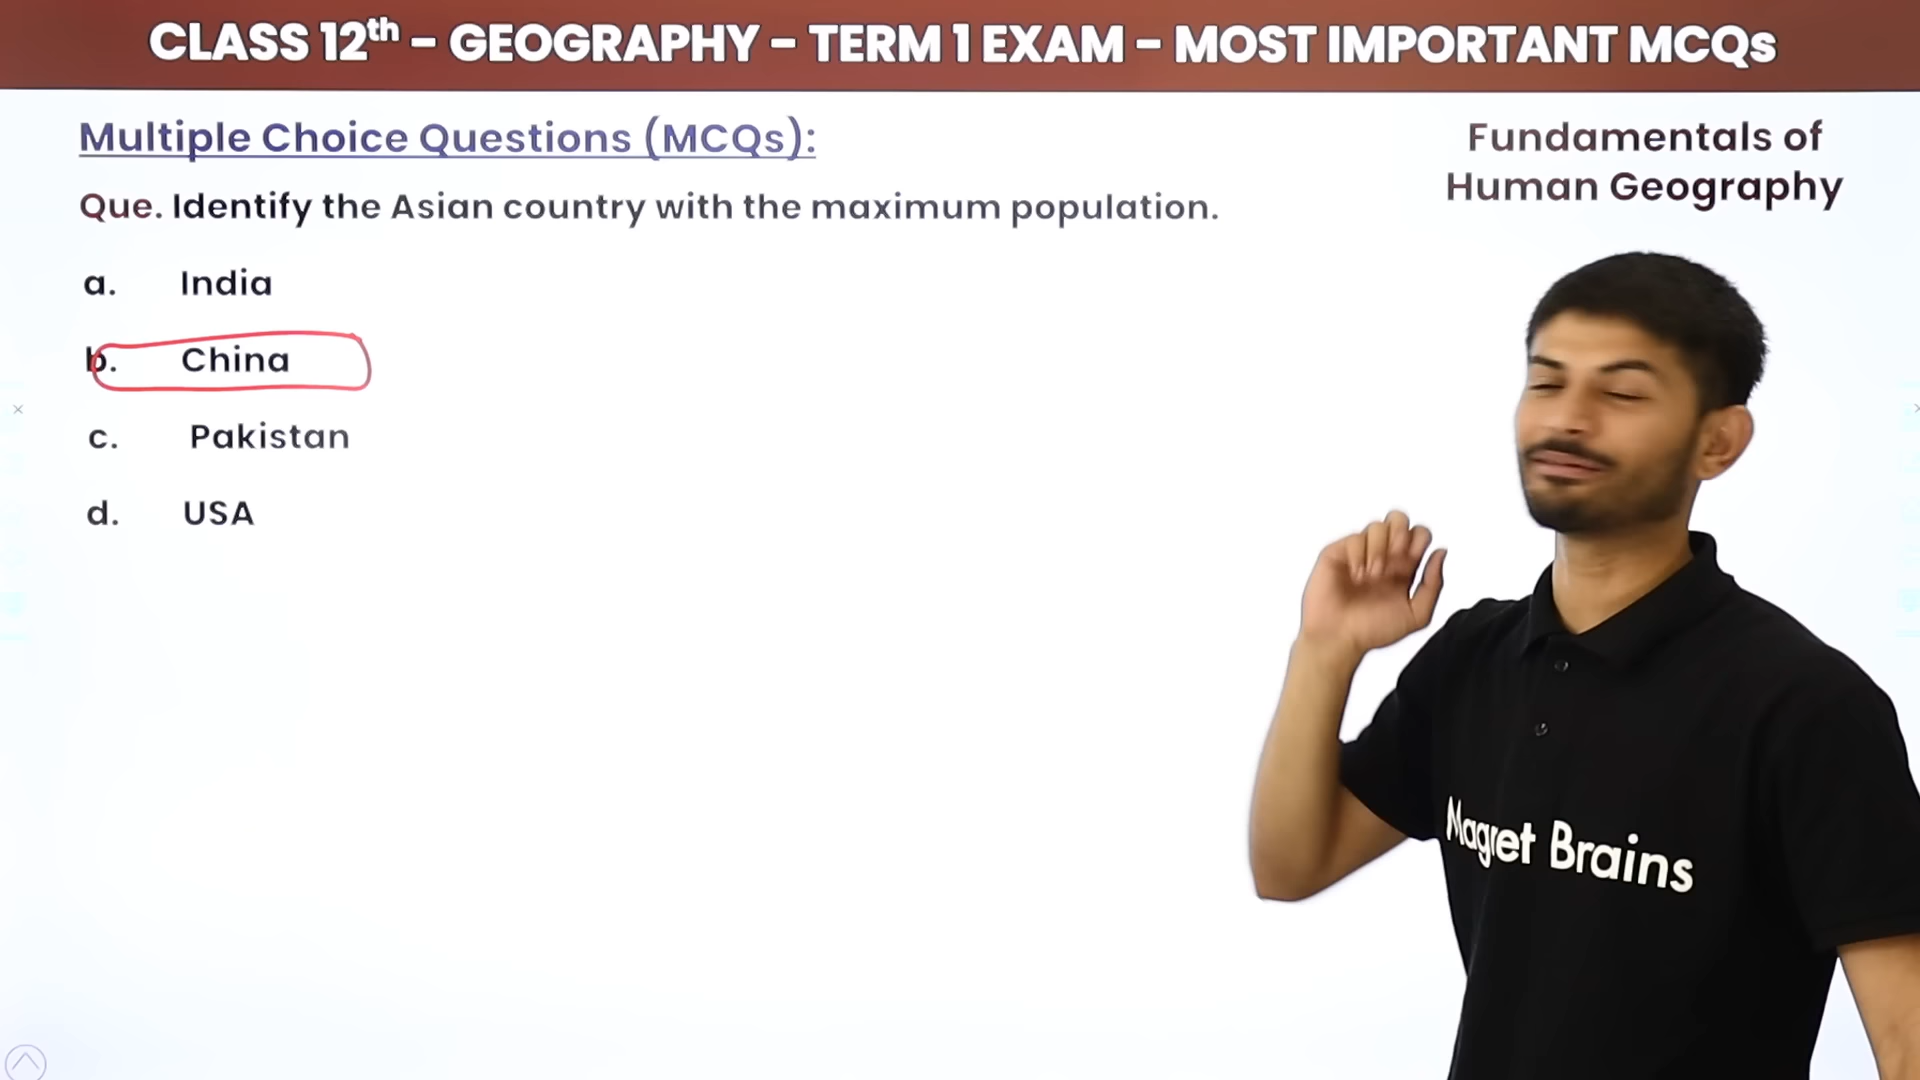 CLASS 12th – GEOGRAPHY – TERM 1 EXAM – MOST IMPORTANT MCQs
Multiple Choice Questions (MCQs):
Fundamentals of
Human Geography
Que. Identify the Asian country with the maximum population.
a. India
b. China
c. Pakistan
d. USA
Magnet Brains